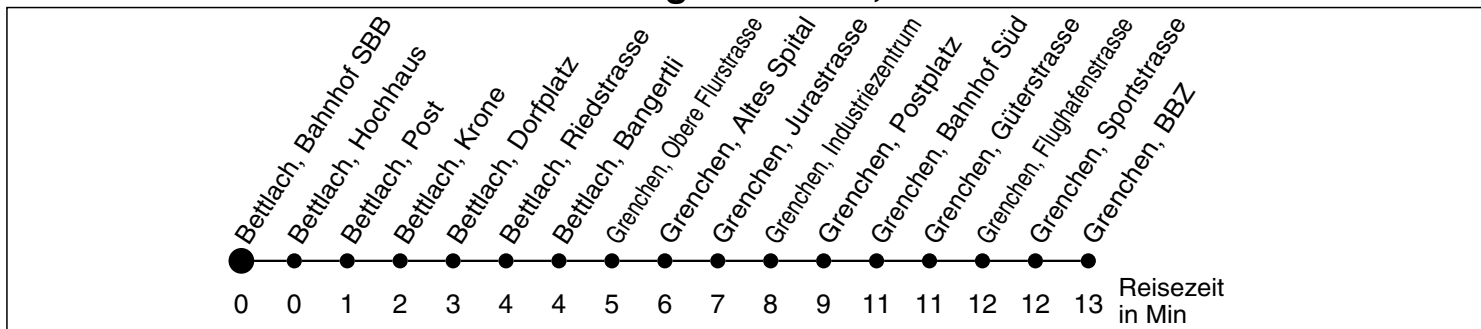 Bettlach, Bahnhof SBB
Bettlach, Hochhaus
Bettlach, Post
Bettlach, Krone
Bettlach, Dorfplatz
Bettlach, Riedstrasse
Bettlach, Bangertli
Grenchen, Obere Flurstrasse
Grenchen, Altes Spital
Grenchen, Jurastrasse
Grenchen, Industriezentrum
Grenchen, Postplatz
Grenchen, Bahnhof Süd
Grenchen, Güterstrasse
Grenchen, Flughafenstrasse
Grenchen, Sportstrasse
Grenchen, BBZ
0 0 1 2 3 4 4 5 6 7 8 9 11 11 12 12 13 Reisezeit
in Min